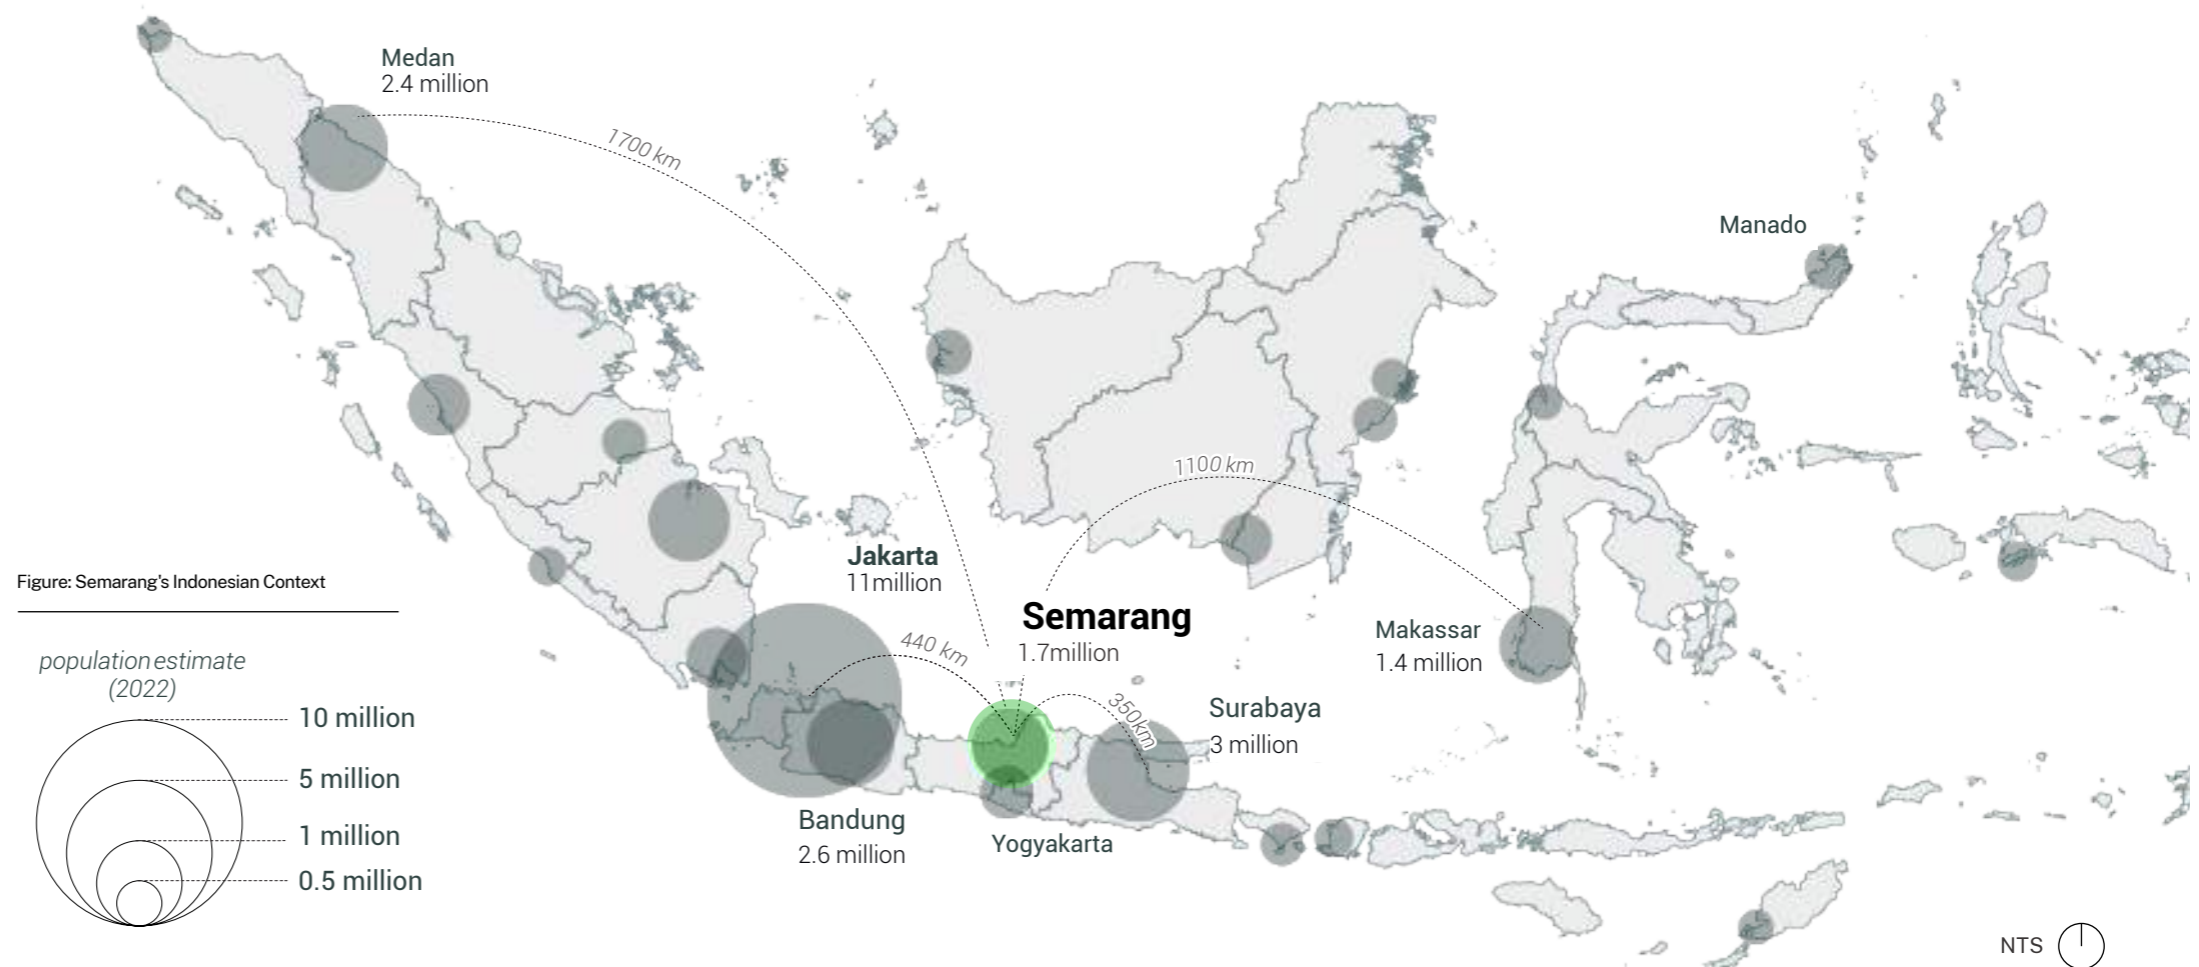 Medan
2.4 million
1700 km
Manado
1100 km
Jakarta
11million
Figure: Semarang's Indonesian Context
Semarang
1.7million
440 km
Makassar
1.4 million
population estimate
(2022)
350km
Surabaya
3 million
10 million
5 million
1 million
0.5 million
Bandung
2.6 million
Yogyakarta
NTS